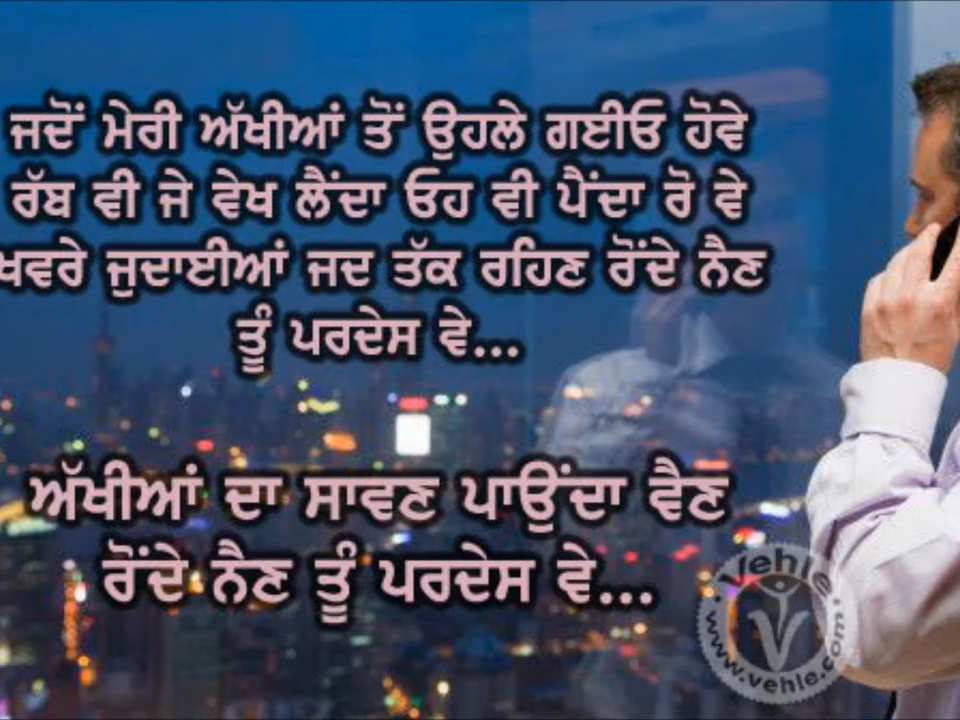 ਜਦੋਂ ਮੇਰੀ ਅੱਖੀਆਂ ਤੋਂ ਉਹਲੇ ਗਈਓ ਹੋਵੇ
ਰੱਬ ਵੀ ਜੇ ਵੇਖ ਲੈਂਦਾ ਓਹ ਵੀ ਪੈਂਦਾ ਰੋ ਵੇ
ਖਵਰੇ ਜੁਦਾਈਆਂ ਜਦ ਤੱਕ ਰਹਿਣ ਰੋਂਦੇ ਨੈਣ
ਤੂੰ ਪਰਦੇਸ ਵੇ...
ਅੱਖੀਆਂ ਦਾ ਸਾਵਣ ਪਾਉਂਦਾ ਵੈਣ
ਰੋਂਦੇ ਨੈਣ ਤੂੰ ਪਰਦੇਸ ਵੇ...
Vehle
www.vehle.com